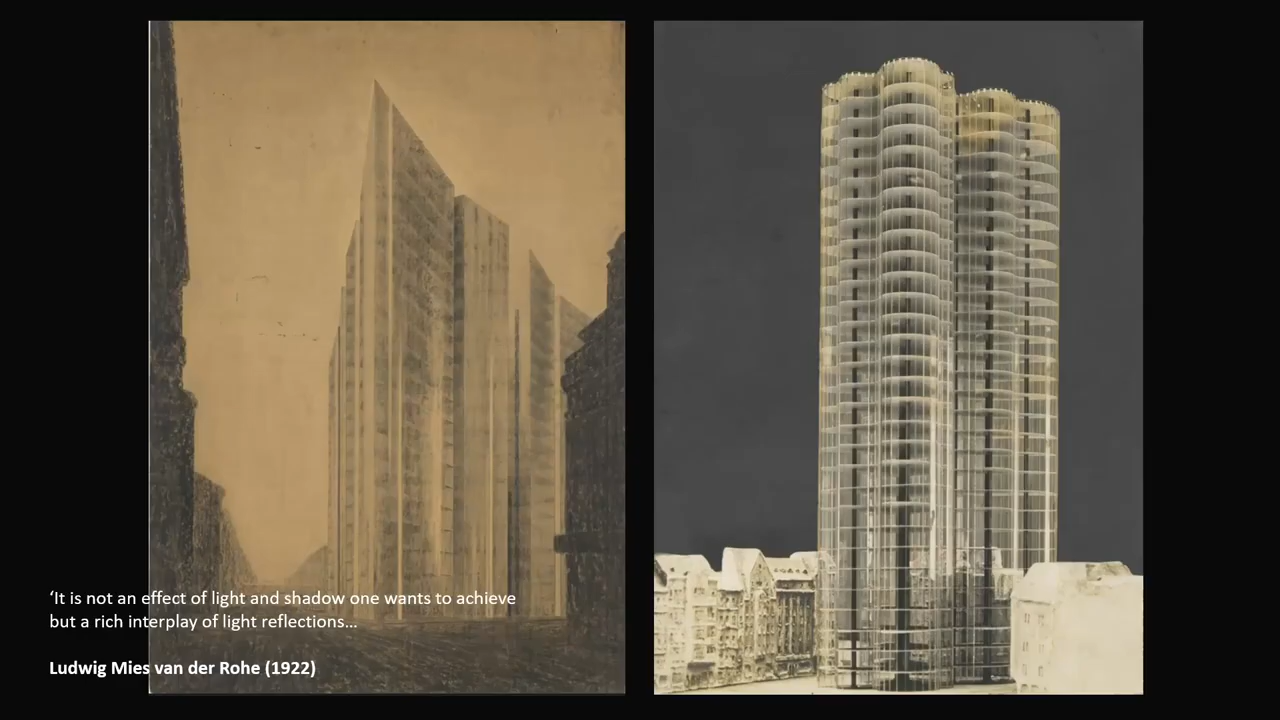 ‘It is not an effect of light and shadow one wants to achieve
but a rich interplay of light reflections…
Ludwig Mies van der Rohe (1922)